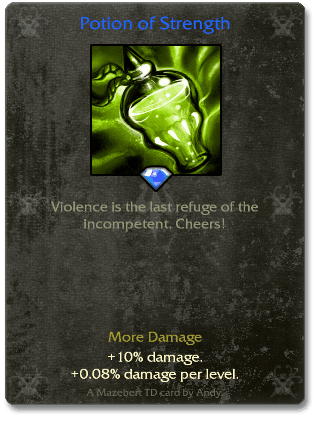 Potion of Strength
Violence is the last refuge of the
incompetent. Cheers!
More Damage
+10% damage.
+0.08% damage per level.
A Mazebert TD card by Andy